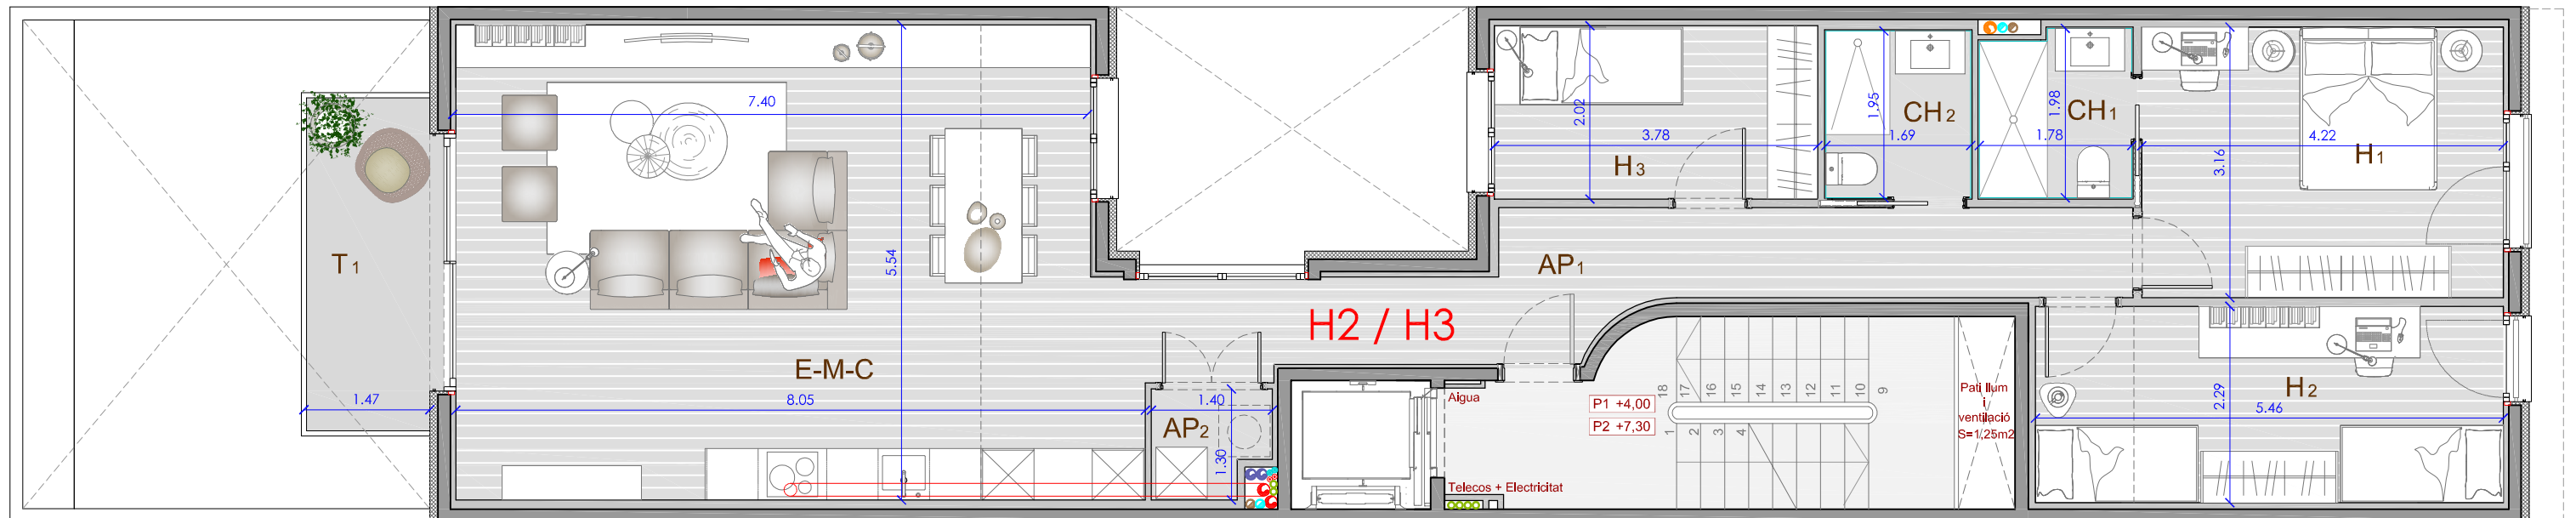 7.40
5.54
T1
1.47
E-M-C
8.05
1.40
AP2
1.30
H2 / H3
AP1
2.02
3.78
H3
1.95
CH2
1.69
1.98
CH1
1.78
4.22
H1
3.16
H2
2.29
5.46
Aigua
Telecos + Electricitat
P1 +4,00
P2 +7,30
18
17
16
15
14
13
12
11
10
9
1
2
3
4
Pati llum
i
ventilació
S=1,25m2